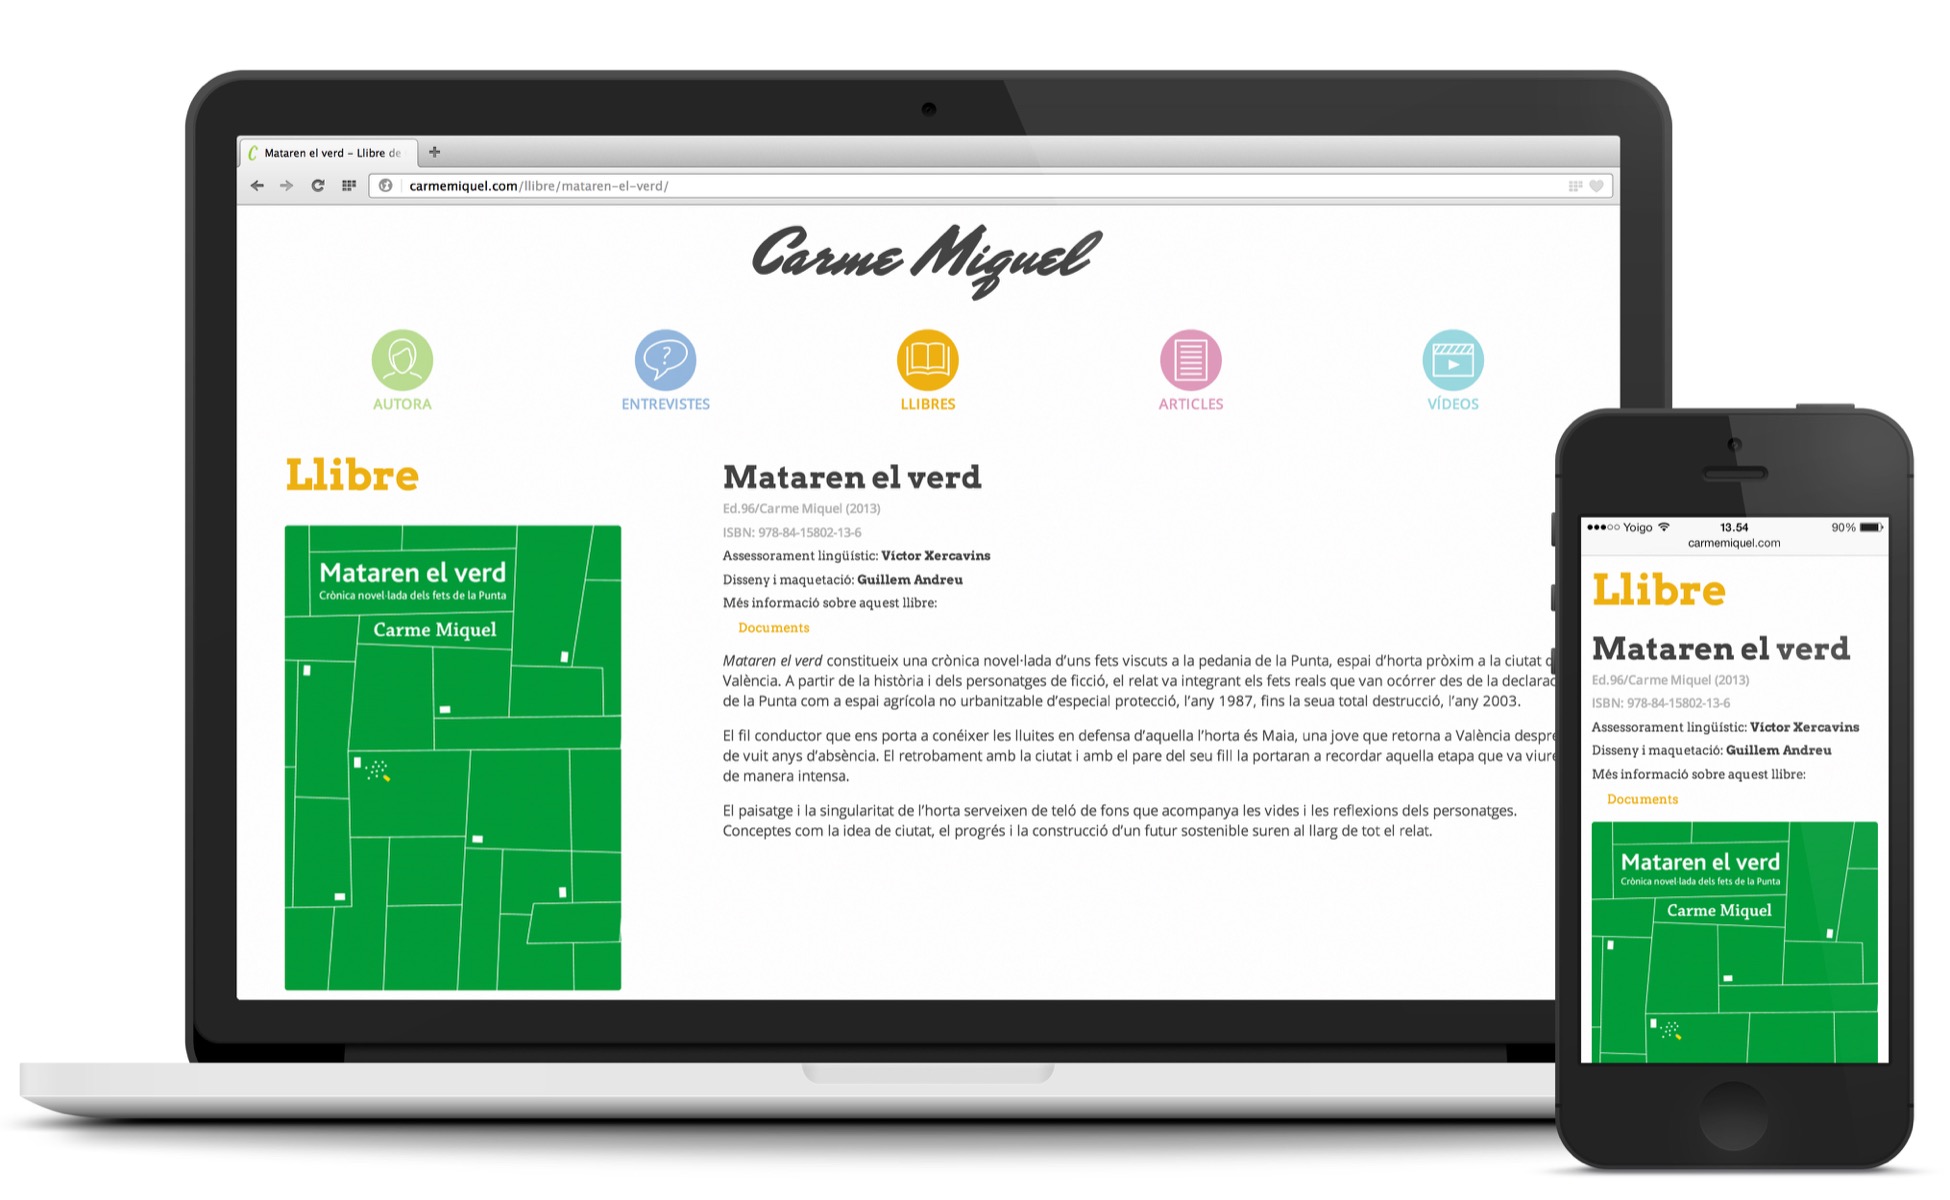 Mataren el verd – Llibre de
carmemiquel.com/llibre/mataren-el-verd/
Carme Miquel
AUTORA
ENTREVISTES
LLIBRES
ARTICLES
VÍDEOS
Llibre
Mataren el verd
Crònica novel·lada dels fets de la Punta
Carme Miquel
Mataren el verd
Ed.96/Carme Miquel (2013)
ISBN: 978-84-15802-13-6
Assessorament lingüístic: Víctor Xercavins
Disseny i maquetació: Guillem Andreu
Més informació sobre aquest llibre:
Documents
Mataren el verd constitueix una crònica novel·lada d'uns fets viscuts a la pedania de la Punta, espai d'horta pròxim a la ciutat
València. A partir de la història i dels personatges de ficció, el relat va integrant els fets reals que van ocórrer des de la
de la Punta com a espai agrícola no urbanitzable d'especial protecció, l'any 1987, fins la seua total destrucció, l'any 2003.
El fil conductor que ens porta a conéixer les lluites en defensa d'aquella l'horta és Maia, una jove que retorna a València
de vuit anys d'absència. El retrobament amb la ciutat i amb el pare del seu fill la portaran a recordar aquella etapa que va viure
de manera intensa.
El paisatge i la singularitat de l'horta serveixen de teló de fons que acompanya les vides i les reflexions dels personatges.
Conceptes com la idea de ciutat, el progrés i la construcció d'un futur sostenible suren al llarg de tot el relat.
Yoigo 13.54 90%
carmemiquel.com
Llibre
Mataren el verd
Ed.96/Carme Miquel (2013)
ISBN: 978-84-15802-13-6
Assessorament lingüístic: Víctor Xercavins
Disseny i maquetació: Guillem Andreu
Més informació sobre aquest llibre:
Documents
Mataren el verd
Crònica novel·lada dels fets de la Punta
Carme Miquel